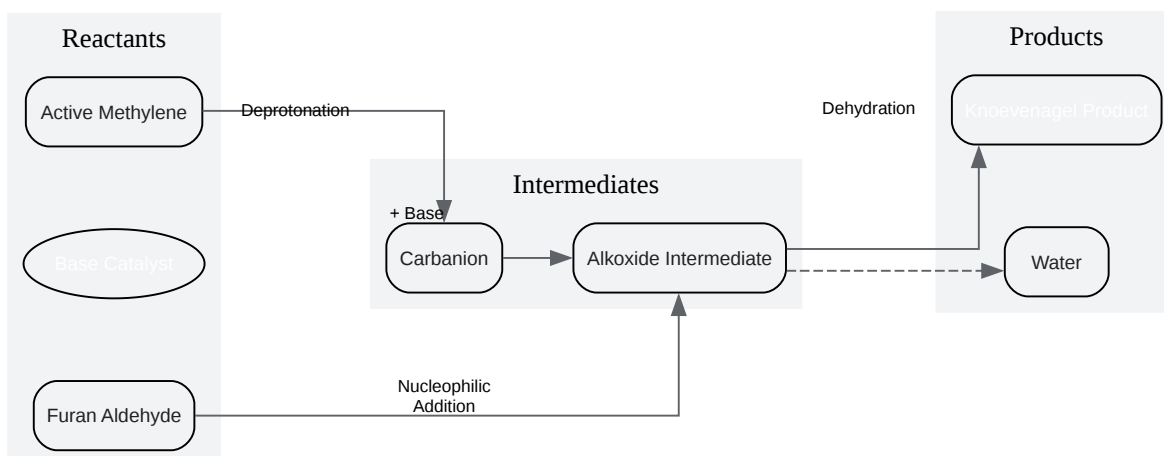 Reactants
Products
Active Methylene
Deprotonation
Dehydration
Knoevenagel Product
Intermediates
+ Base
Base Catalyst
Carbanion
Alkoxide Intermediate
Water
Nucleophilic
Addition
Furan Aldehyde